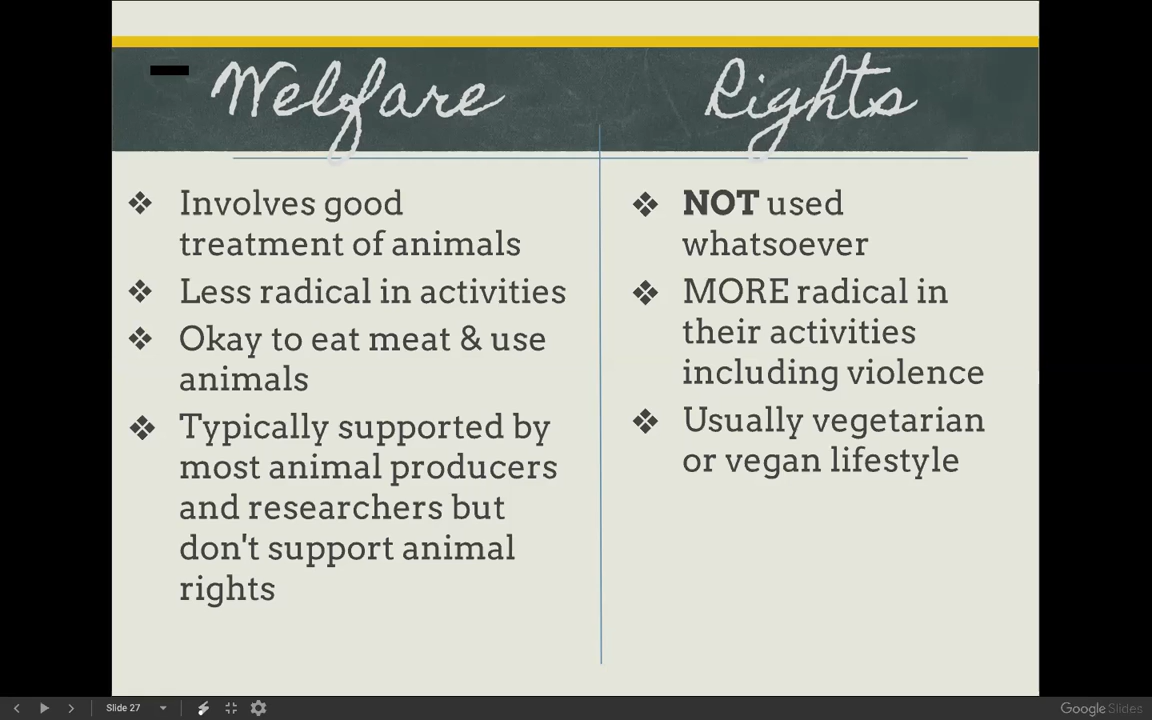 Welfare
Rights
❖ Involves good
treatment of animals
❖ Less radical in activities
❖ Okay to eat meat & use
animals
❖ Typically supported by
most animal producers
and researchers but
don't support animal
rights
❖ NOT used
whatsoever
❖ MORE radical in
their activities
including violence
❖ Usually vegetarian
or vegan lifestyle
Slide 27
Google Slides